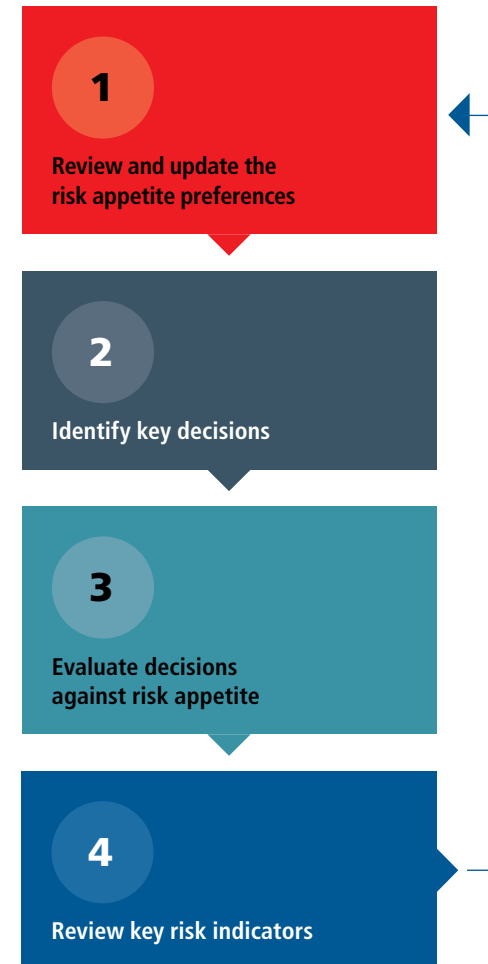 1
Review and update the
risk appetite preferences
2
Identify key decisions
3
Evaluate decisions
against risk appetite
4
Review key risk indicators